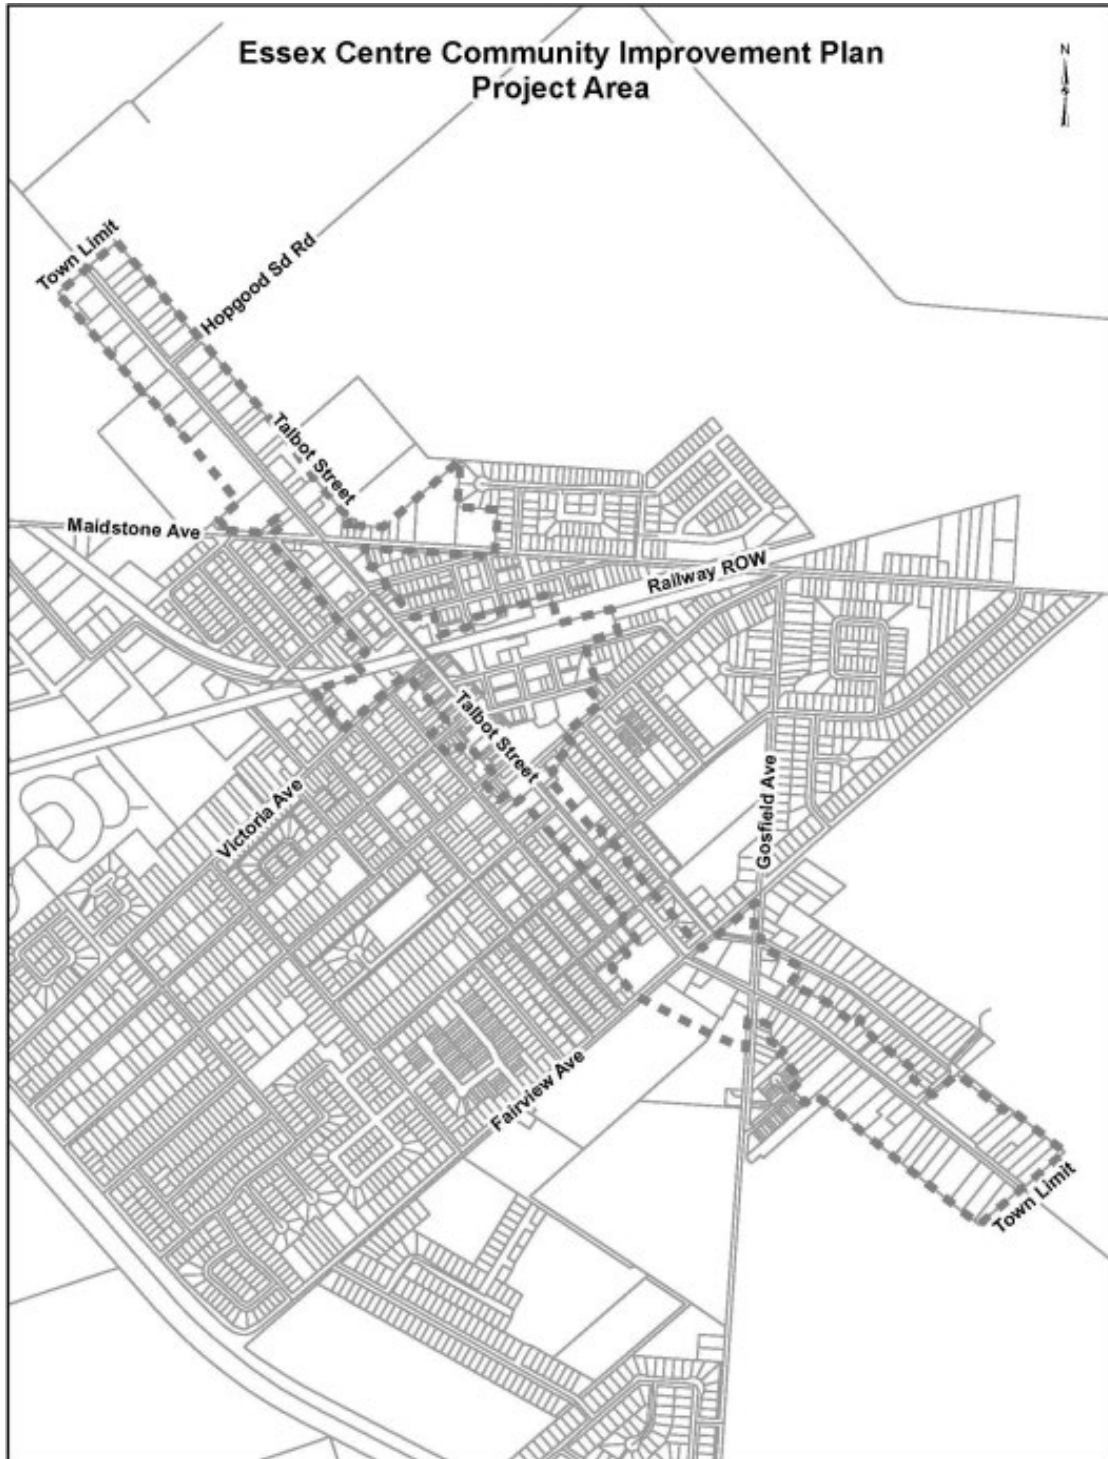 Essex Centre Community Improvement Plan
Project Area
N
Town Limit
Hopgood Sd Rd
Talbot Street
Maidstone Ave
Railway ROW
Talbot Street
Victoria Ave
Gosfield Ave
Fairview Ave
Town Limit